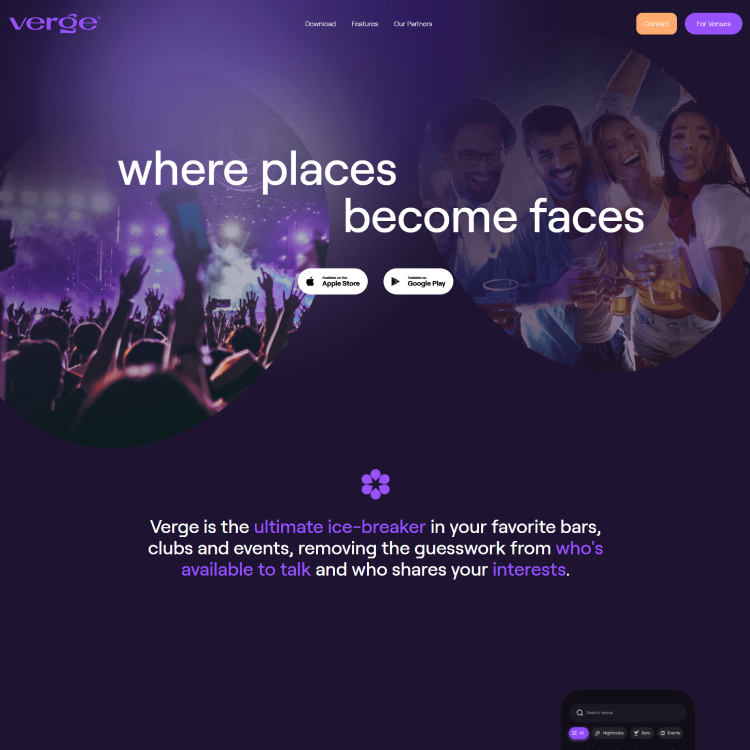 verge®
Download Features Our Partners
Contact
For Venues
where places
become faces
Available on the
Apple Store
Available on
Google Play
Verge is the ultimate ice-breaker in your favorite bars,
clubs and events, removing the guesswork from who's
available to talk and who shares your interests.
Search venue
All Nightclubs Bars Events